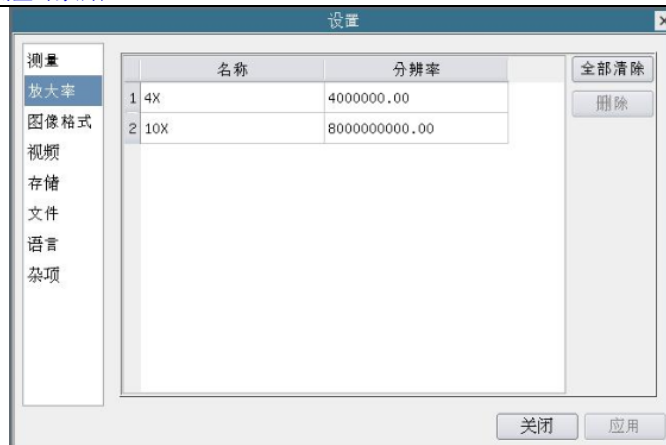 设置
测量
放大率
图像格式
视频
存储
文件
语言
杂项
名称 分辨率
1 4X 4000000.00
2 10X 8000000000.00
全部清除
删除
关闭 应用